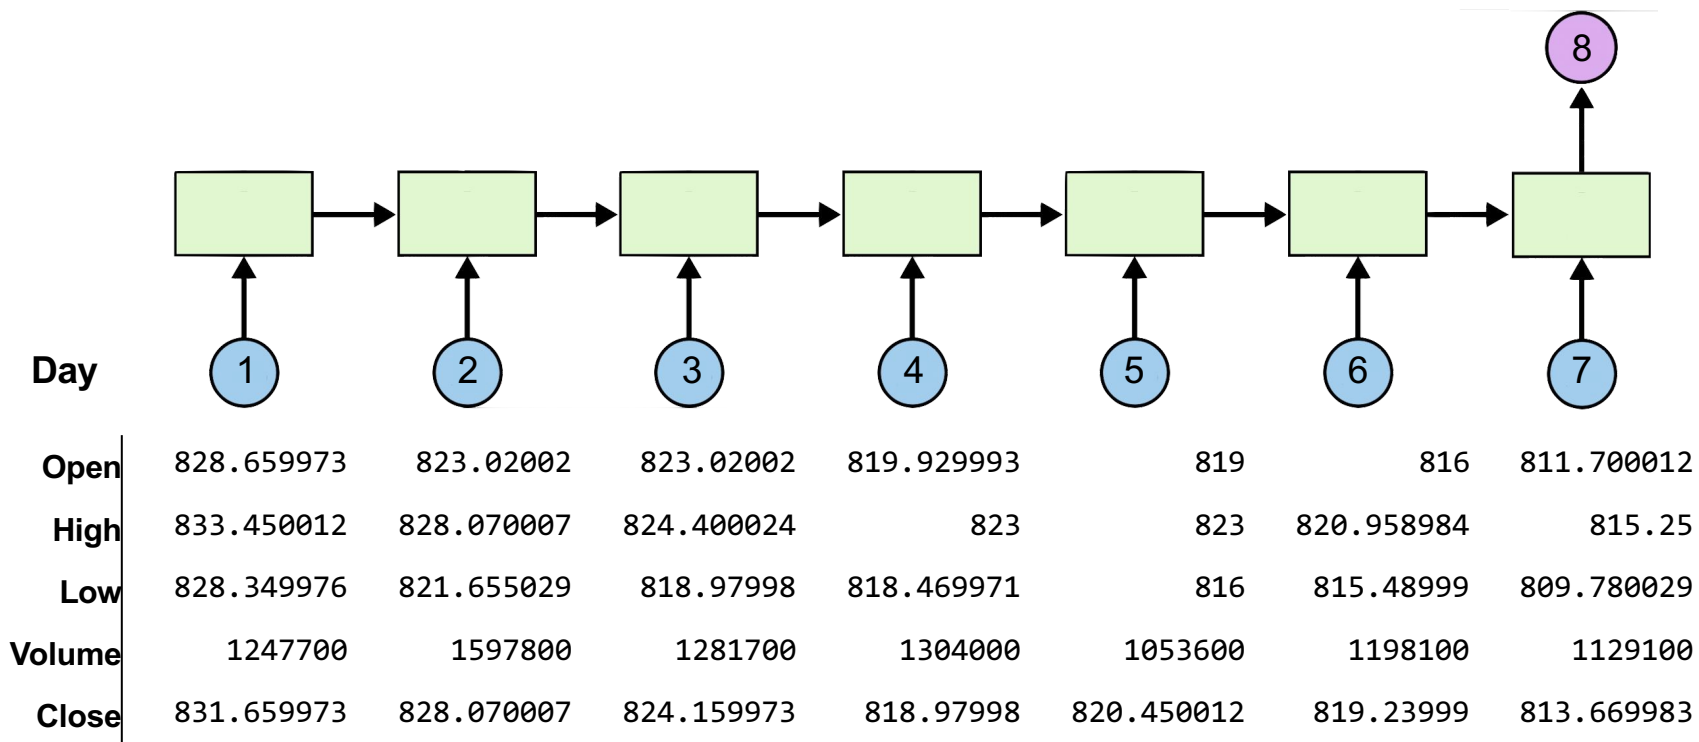 8
Day 1 2 3 4 5 6 7
Open 828.659973 823.02002 823.02002 819.929993 819 816 811.700012
High 833.450012 828.070007 824.400024 823 823 820.958984 815.25
Low 828.349976 821.655029 818.97998 818.469971 816 815.48999 809.780029
Volume 1247700 1597800 1281700 1304000 1053600 1198100 1129100
Close 831.659973 828.070007 824.159973 818.97998 820.450012 819.23999 813.669983